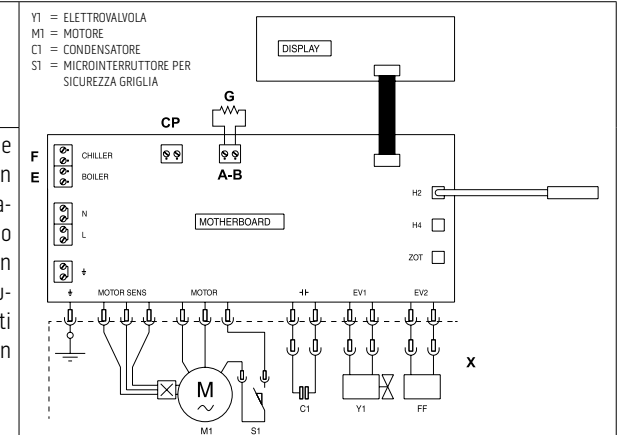 Y1 = ELETTROVALVOLA
M1 = MOTORE
C1 = CONDENSATORE
S1 = MICROINTERRUTTORE PER
SICUREZZA GRIGLIA
DISPLAY
G
CP
A-B
F
CHILLER
E
BOILER
N
L
MOTHERBOARD
H2
H4
ZOT
MOTOR SENS
MOTOR
EV1
EV2
X
M
M1
S1
C1
Y1
FF
e
n
a-
o
n
u-
ti
n